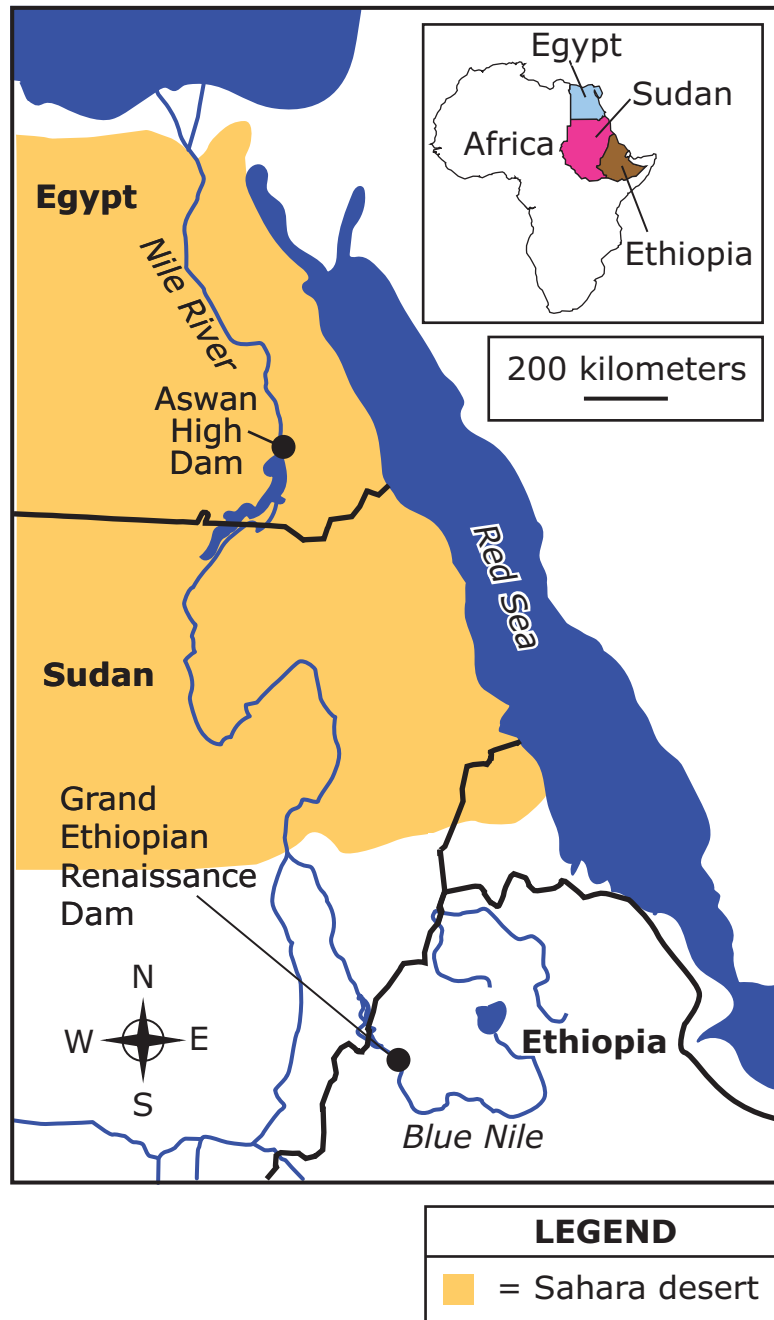 Egypt
Sudan
Africa
Ethiopia
200 kilometers
Egypt
Nile River
Aswan
High
Dam
Red Sea
Sudan
Grand
Ethiopian
Renaissance
Dam
N
W
E
S
Ethiopia
Blue Nile
LEGEND
= Sahara desert